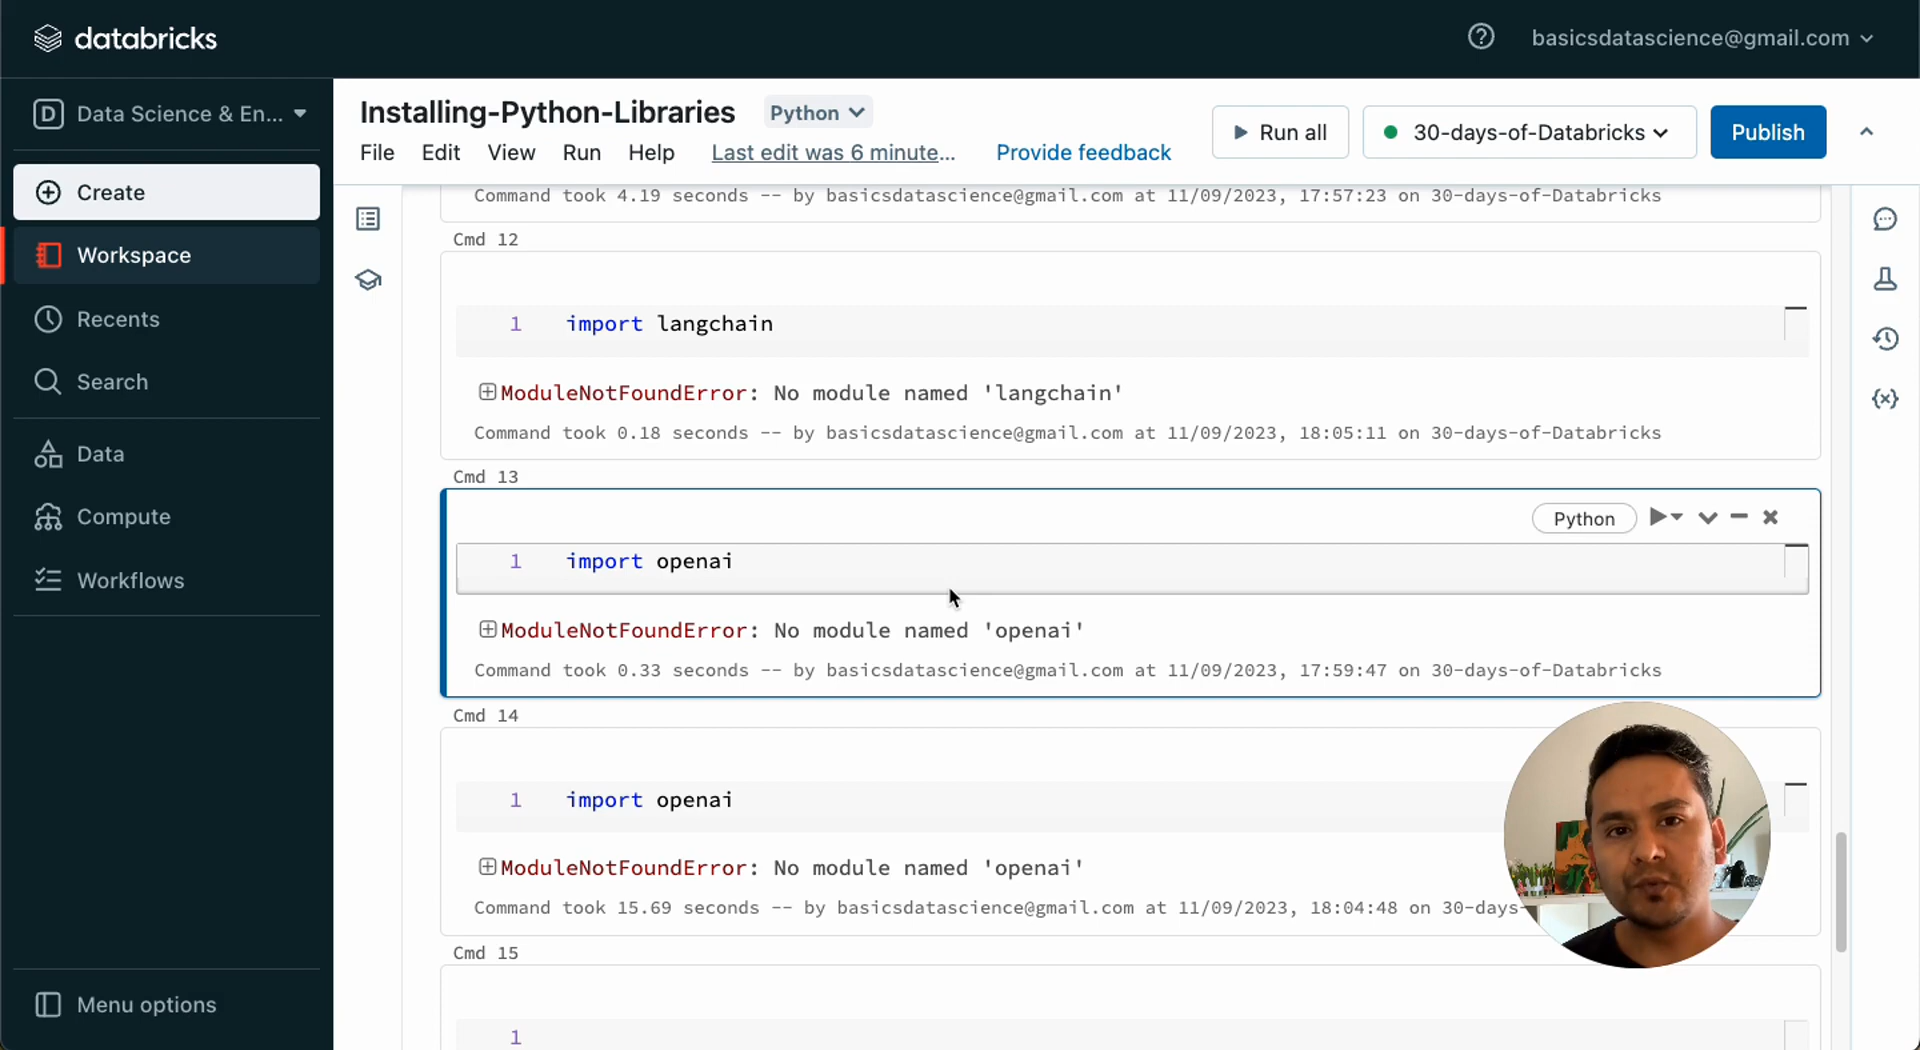 databricks
basicsdatascience@gmail.com
D Data Science & En...
Create
Workspace
Recents
Search
Data
Compute
Workflows
Menu options
Installing-Python-Libraries Python
File Edit View Run Help Last edit was 6 minute... Provide feedback
Run all 30-days-of-Databricks Publish
Command took 4.19 seconds -- by basicsdatascience@gmail.com at 11/09/2023, 17:57:23 on 30-days-of-Databricks
Cmd 12
1 import langchain
ModuleNotFoundError: No module named 'langchain'
Command took 0.18 seconds -- by basicsdatascience@gmail.com at 11/09/2023, 18:05:11 on 30-days-of-Databricks
Cmd 13
Python
1 import openai
ModuleNotFoundError: No module named 'openai'
Command took 0.33 seconds -- by basicsdatascience@gmail.com at 11/09/2023, 17:59:47 on 30-days-of-Databricks
Cmd 14
1 import openai
ModuleNotFoundError: No module named 'openai'
Command took 15.69 seconds -- by basicsdatascience@gmail.com at 11/09/2023, 18:04:48 on 30-days-
Cmd 15
1